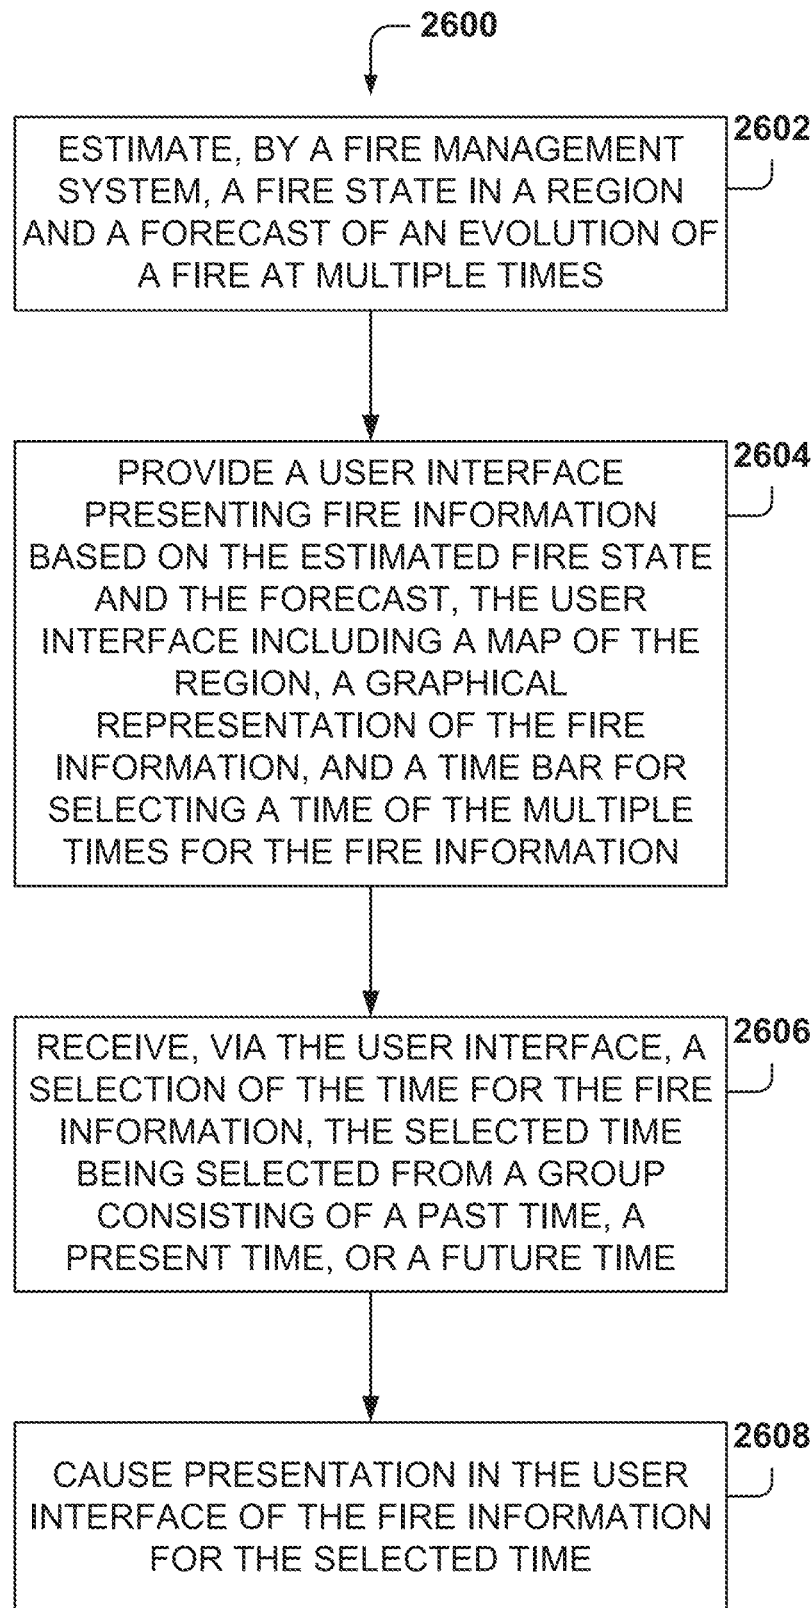 2600
2602
ESTIMATE, BY A FIRE MANAGEMENT
SYSTEM, A FIRE STATE IN A REGION
AND A FORECAST OF AN EVOLUTION OF
A FIRE AT MULTIPLE TIMES
2604
PROVIDE A USER INTERFACE
PRESENTING FIRE INFORMATION
BASED ON THE ESTIMATED FIRE STATE
AND THE FORECAST, THE USER
INTERFACE INCLUDING A MAP OF THE
REGION, A GRAPHICAL
REPRESENTATION OF THE FIRE
INFORMATION, AND A TIME BAR FOR
SELECTING A TIME OF THE MULTIPLE
TIMES FOR THE FIRE INFORMATION
2606
RECEIVE, VIA THE USER INTERFACE, A
SELECTION OF THE TIME FOR THE FIRE
INFORMATION, THE SELECTED TIME
BEING SELECTED FROM A GROUP
CONSISTING OF A PAST TIME, A
PRESENT TIME, OR A FUTURE TIME
2608
CAUSE PRESENTATION IN THE USER
INTERFACE OF THE FIRE INFORMATION
FOR THE SELECTED TIME